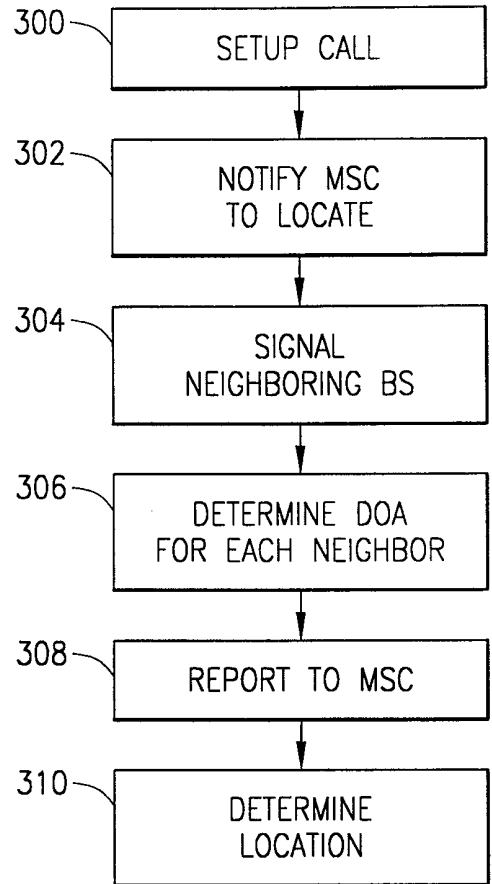 300
SETUP CALL
302
NOTIFY MSC
TO LOCATE
304
SIGNAL
NEIGHBORING BS
306
DETERMINE DOA
FOR EACH NEIGHBOR
308
REPORT TO MSC
310
DETERMINE
LOCATION